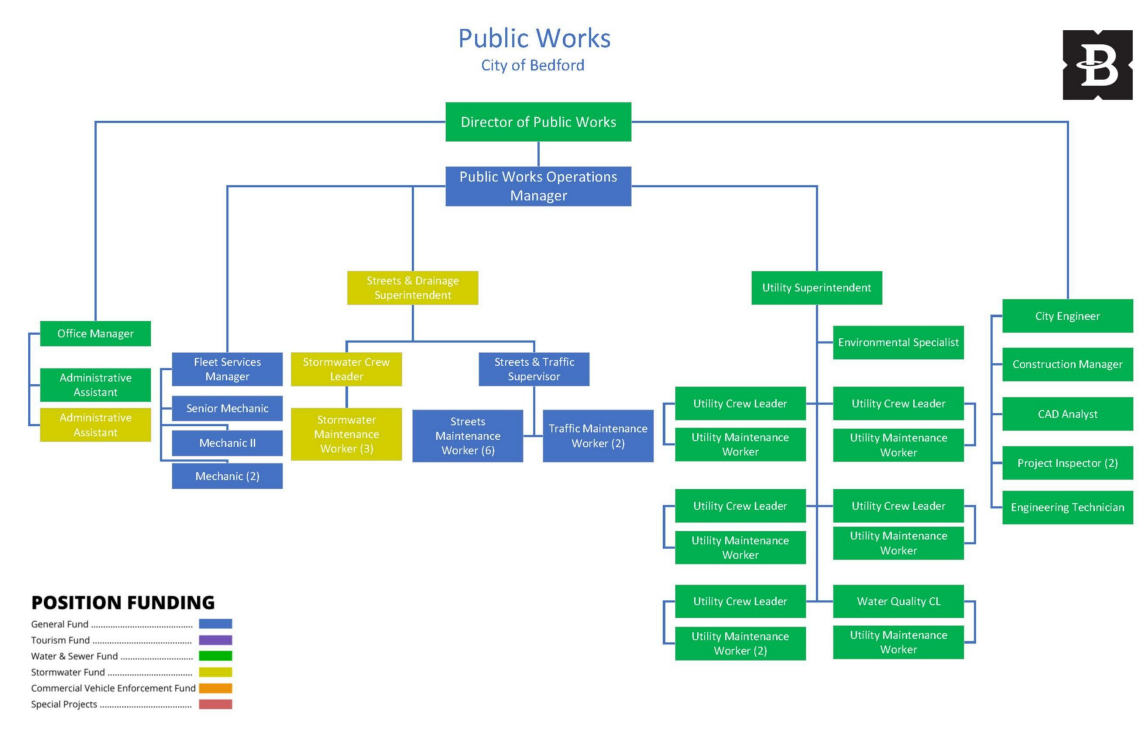 Public Works
City of Bedford
B
Director of Public Works
Public Works Operations
Manager
Streets & Drainage
Superintendent
Utility Superintendent
Office Manager
Administrative
Assistant
Administrative
Assistant
Fleet Services
Manager
Senior Mechanic
Mechanic II
Mechanic (2)
Stormwater Crew
Leader
Stormwater
Maintenance
Worker (3)
Streets & Traffic
Supervisor
Streets
Maintenance
Worker (6)
Traffic Maintenance
Worker (2)
Environmental Specialist
Utility Crew Leader
Utility Maintenance
Worker
Utility Crew Leader
Utility Maintenance
Worker
Utility Crew Leader
Utility Maintenance
Worker
Utility Crew Leader
Utility Maintenance
Worker
Utility Crew Leader
Utility Maintenance
Worker (2)
Water Quality CL
Utility Maintenance
Worker
City Engineer
Construction Manager
CAD Analyst
Project Inspector (2)
Engineering Technician
POSITION FUNDING
General Fund ..........................................
Tourism Fund ........................................
Water & Sewer Fund ..............................
Stormwater Fund ...................................
Commercial Vehicle Enforcement Fund
Special Projects .....................................